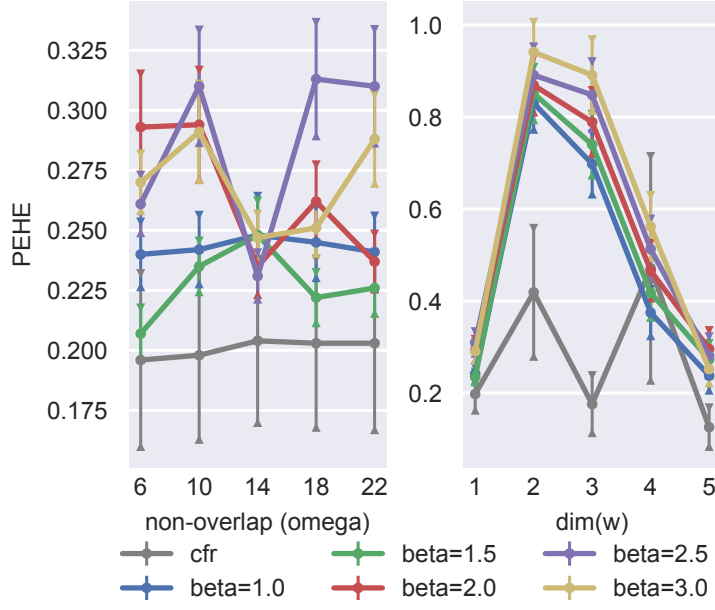 PEHE
0.325
0.300
0.275
0.250
0.225
0.200
0.175
6 10 14 18 22
non-overlap (omega)
1.0
0.8
0.6
0.4
0.2
1 2 3 4 5
dim(w)
cfr beta=1.5 beta=2.5
beta=1.0 beta=2.0 beta=3.0